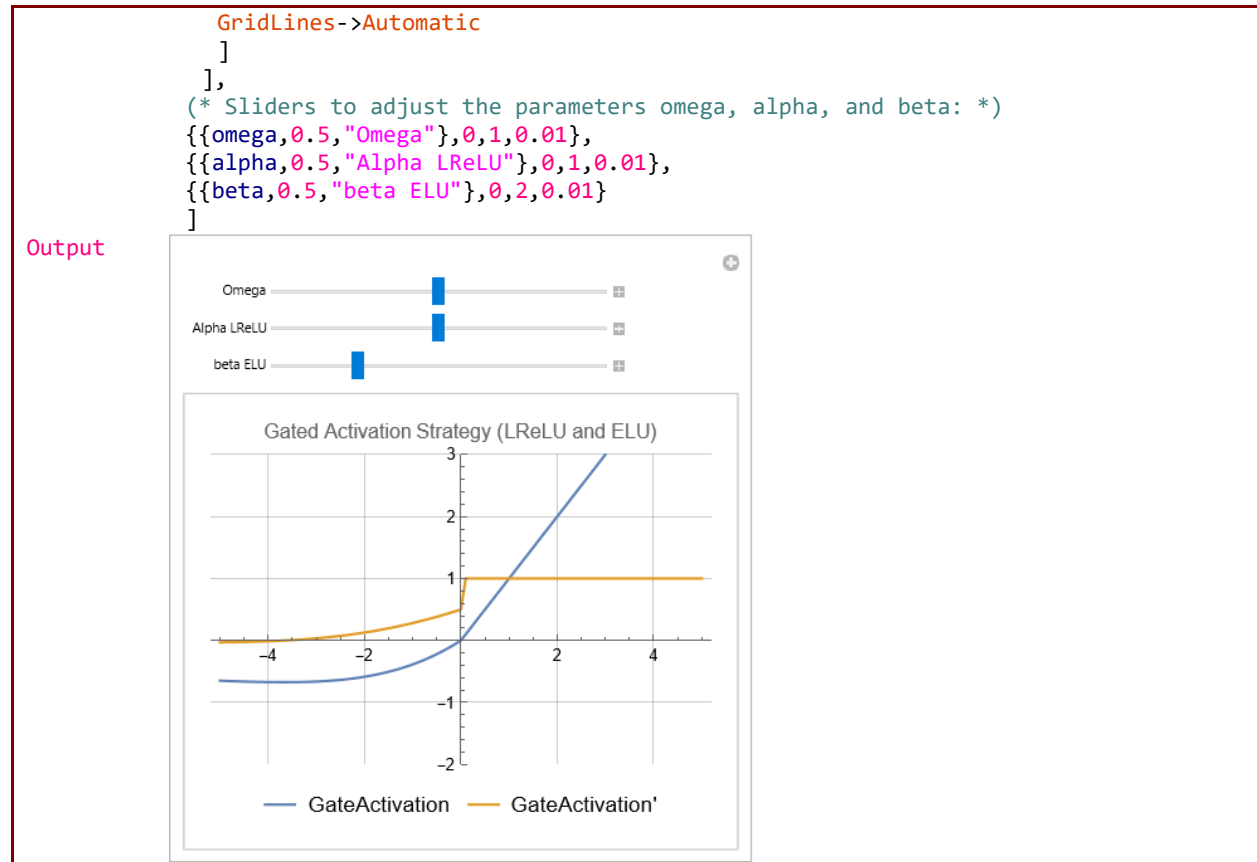 GridLines->Automatic
]
],
(* Sliders to adjust the parameters omega, alpha, and beta: *)
{{omega,0.5,"Omega"},0,1,0.01},
{{alpha,0.5,"Alpha LReLU"},0,1,0.01},
{{beta,0.5,"beta ELU"},0,2,0.01}
]
Output
Omega
Alpha LReLU
beta ELU
Gated Activation Strategy (LReLU and ELU)
3
2
1
−4 −2 2 4
−1
−2
GateActivation GateActivation'